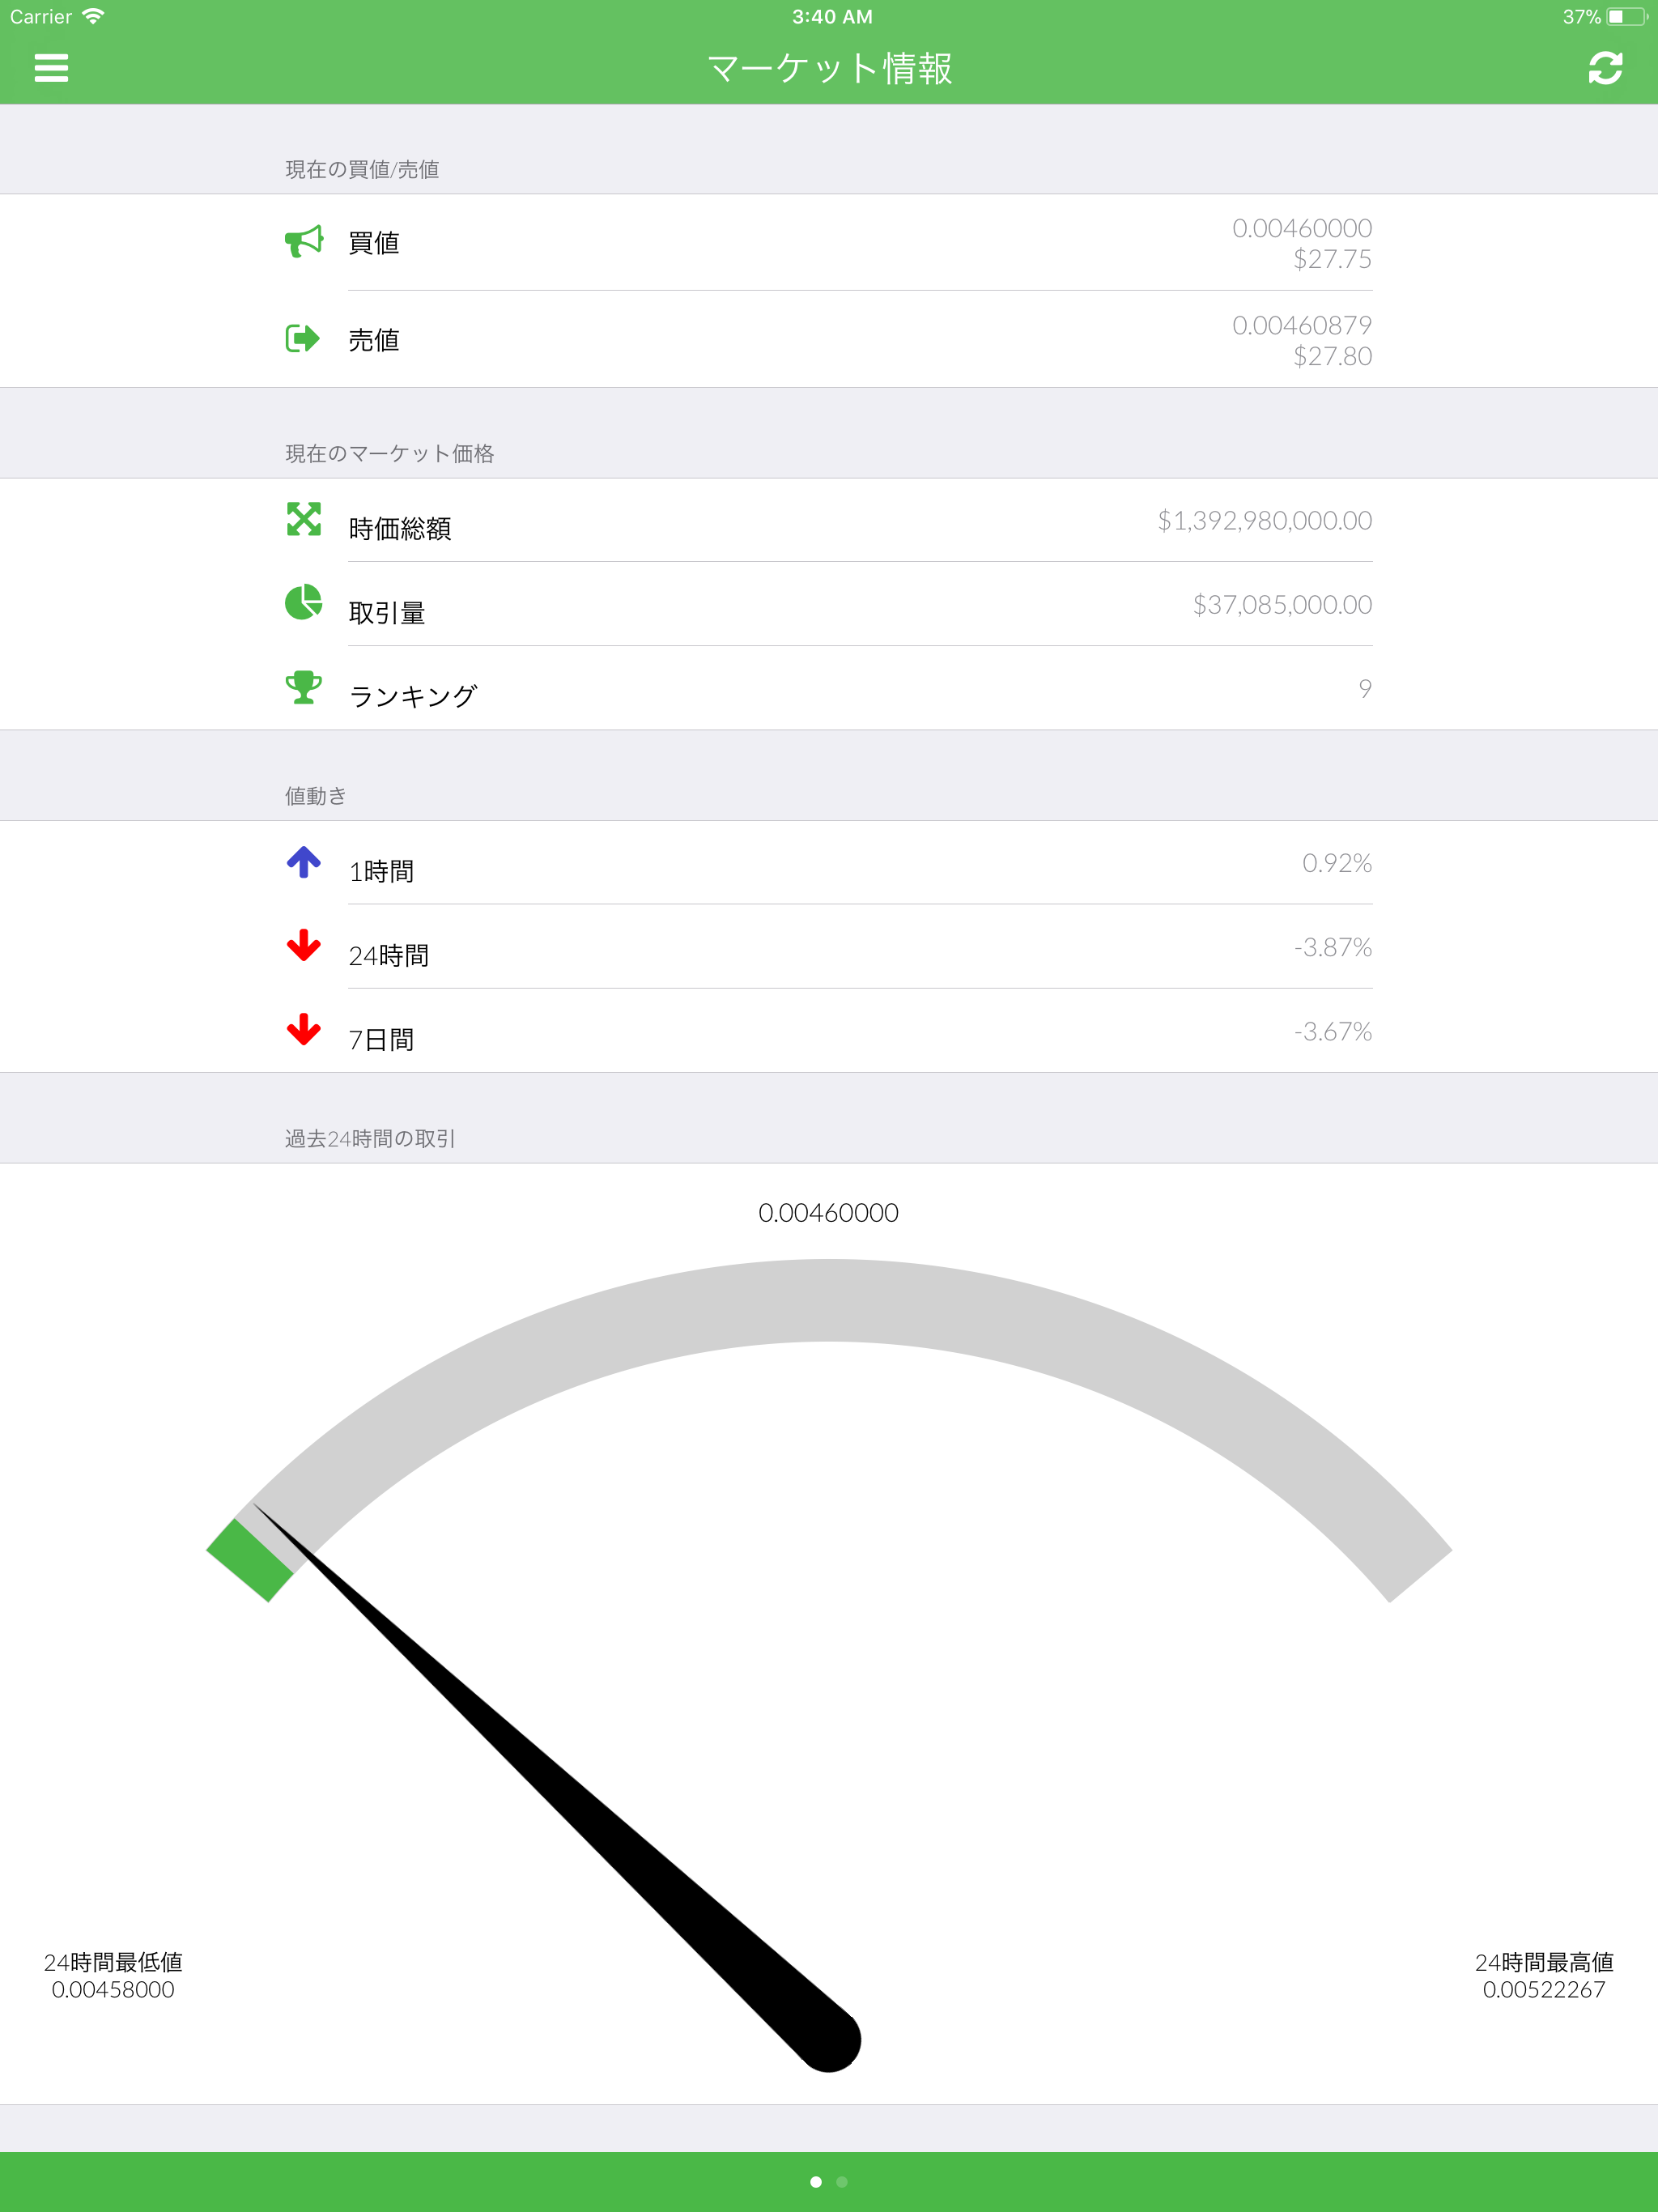 Carrier 3:40 AM 37%
マーケット情報
現在の買値/売値
買値 0.00460000
$27.75
売値 0.00460879
$27.80
現在のマーケット価格
時価総額 $1,392,980,000.00
取引量 $37,085,000.00
ランキング 9
値動き
1時間 0.92%
24時間 -3.87%
7日間 -3.67%
過去24時間の取引
0.00460000
24時間最低値
0.00458000
24時間最高値
0.00522267